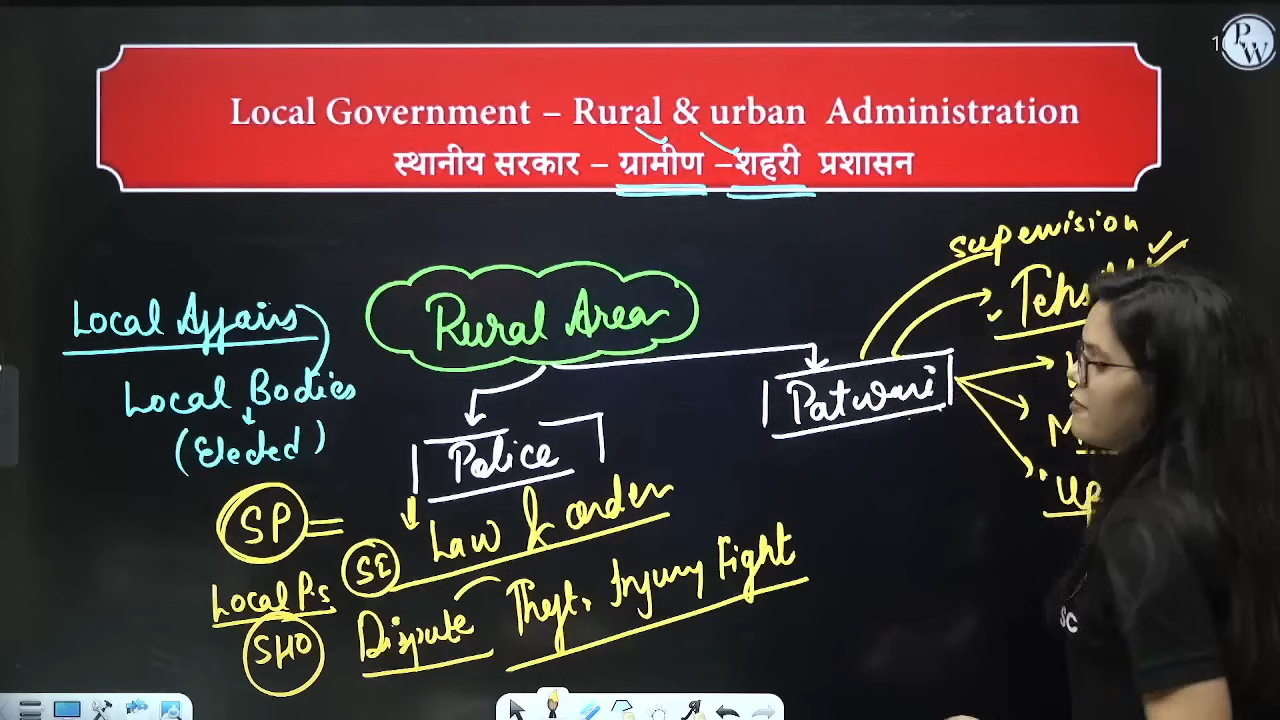 PW
Local Government – Rural & urban Administration
स्थानीय सरकार – ग्रामीण –शहरी प्रशासन
supervision
Local Affairs
Rural Area
Local Bodies
Patwari
(Elected)
Police
SP
Law & order
SE
Local P.S
Dispute Theft, Injury Fight
SHO